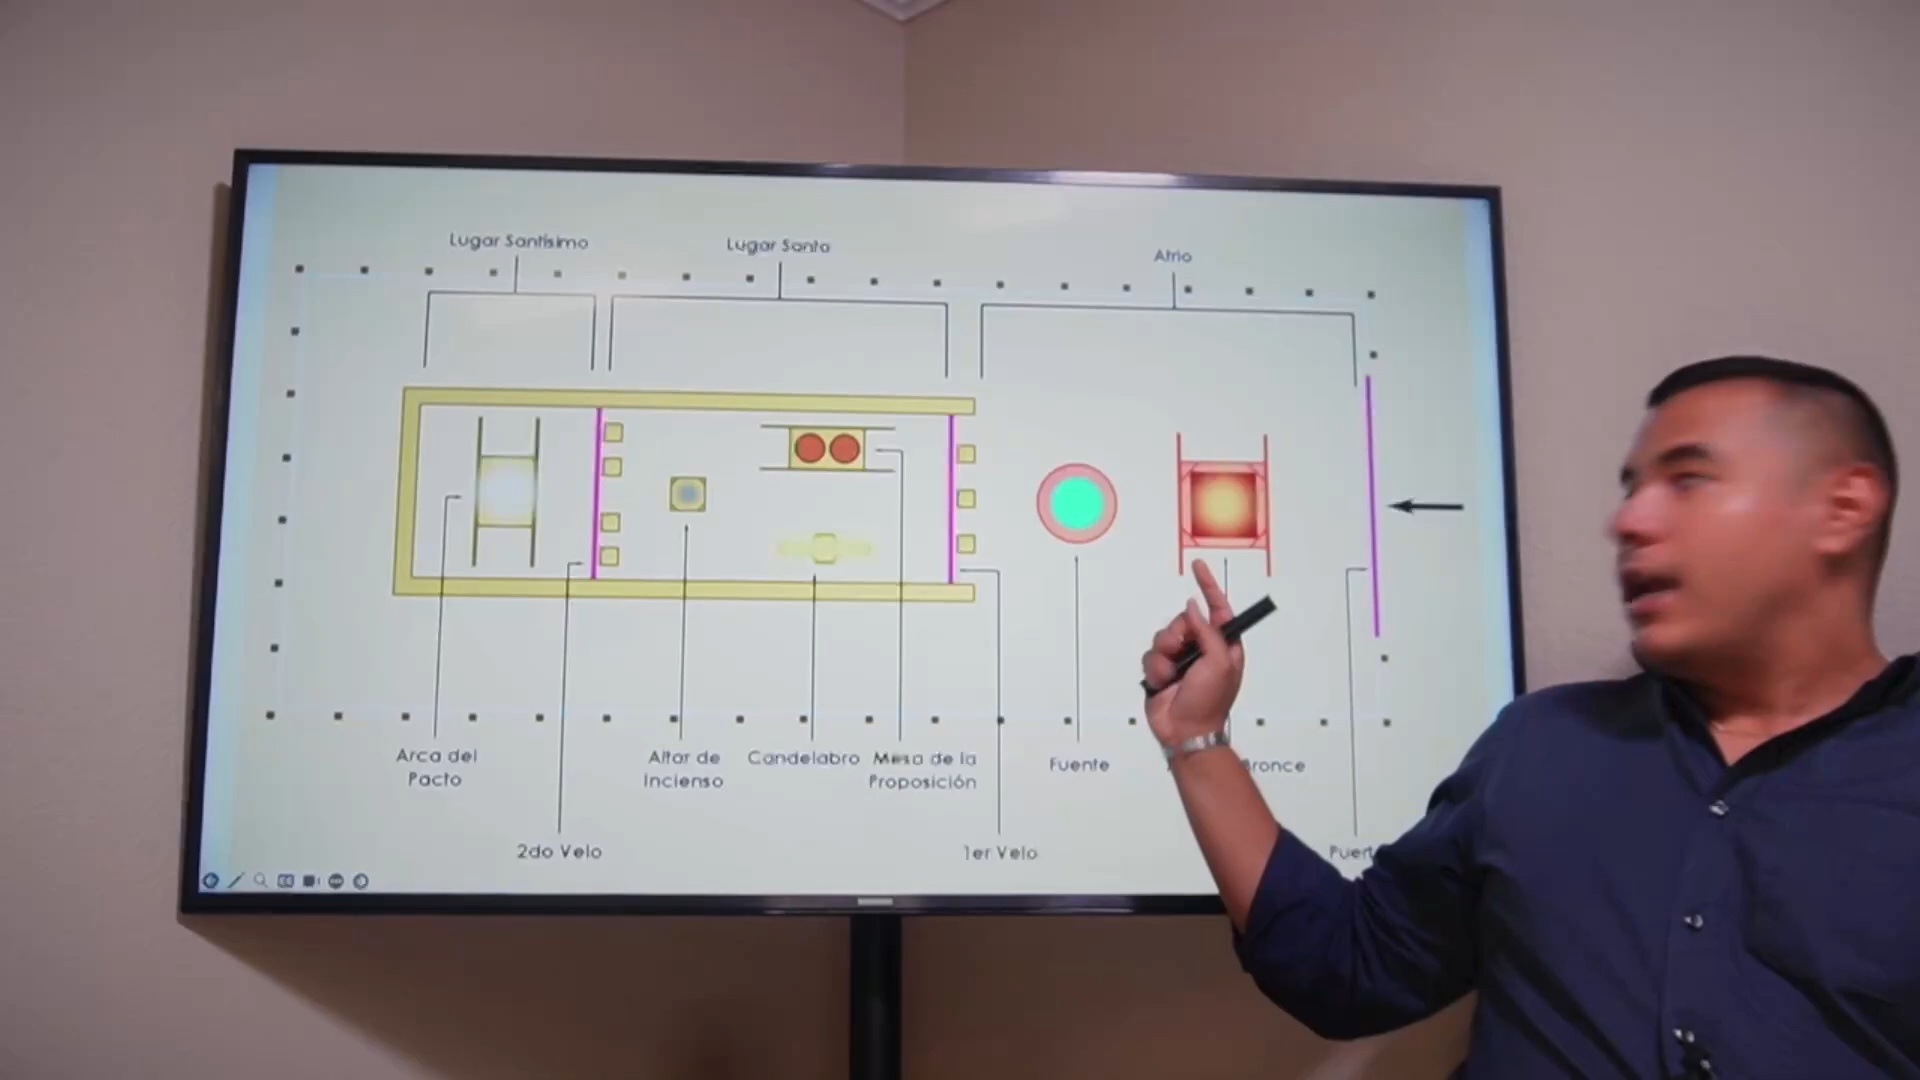 Lugar Santísimo
Lugar Santo
Atrio
Arca del
Pacto
Altar de
Incienso
Candelabro
Mesa de la
Proposición
Fuente
Bronce
2do Velo
1er Velo
Puert